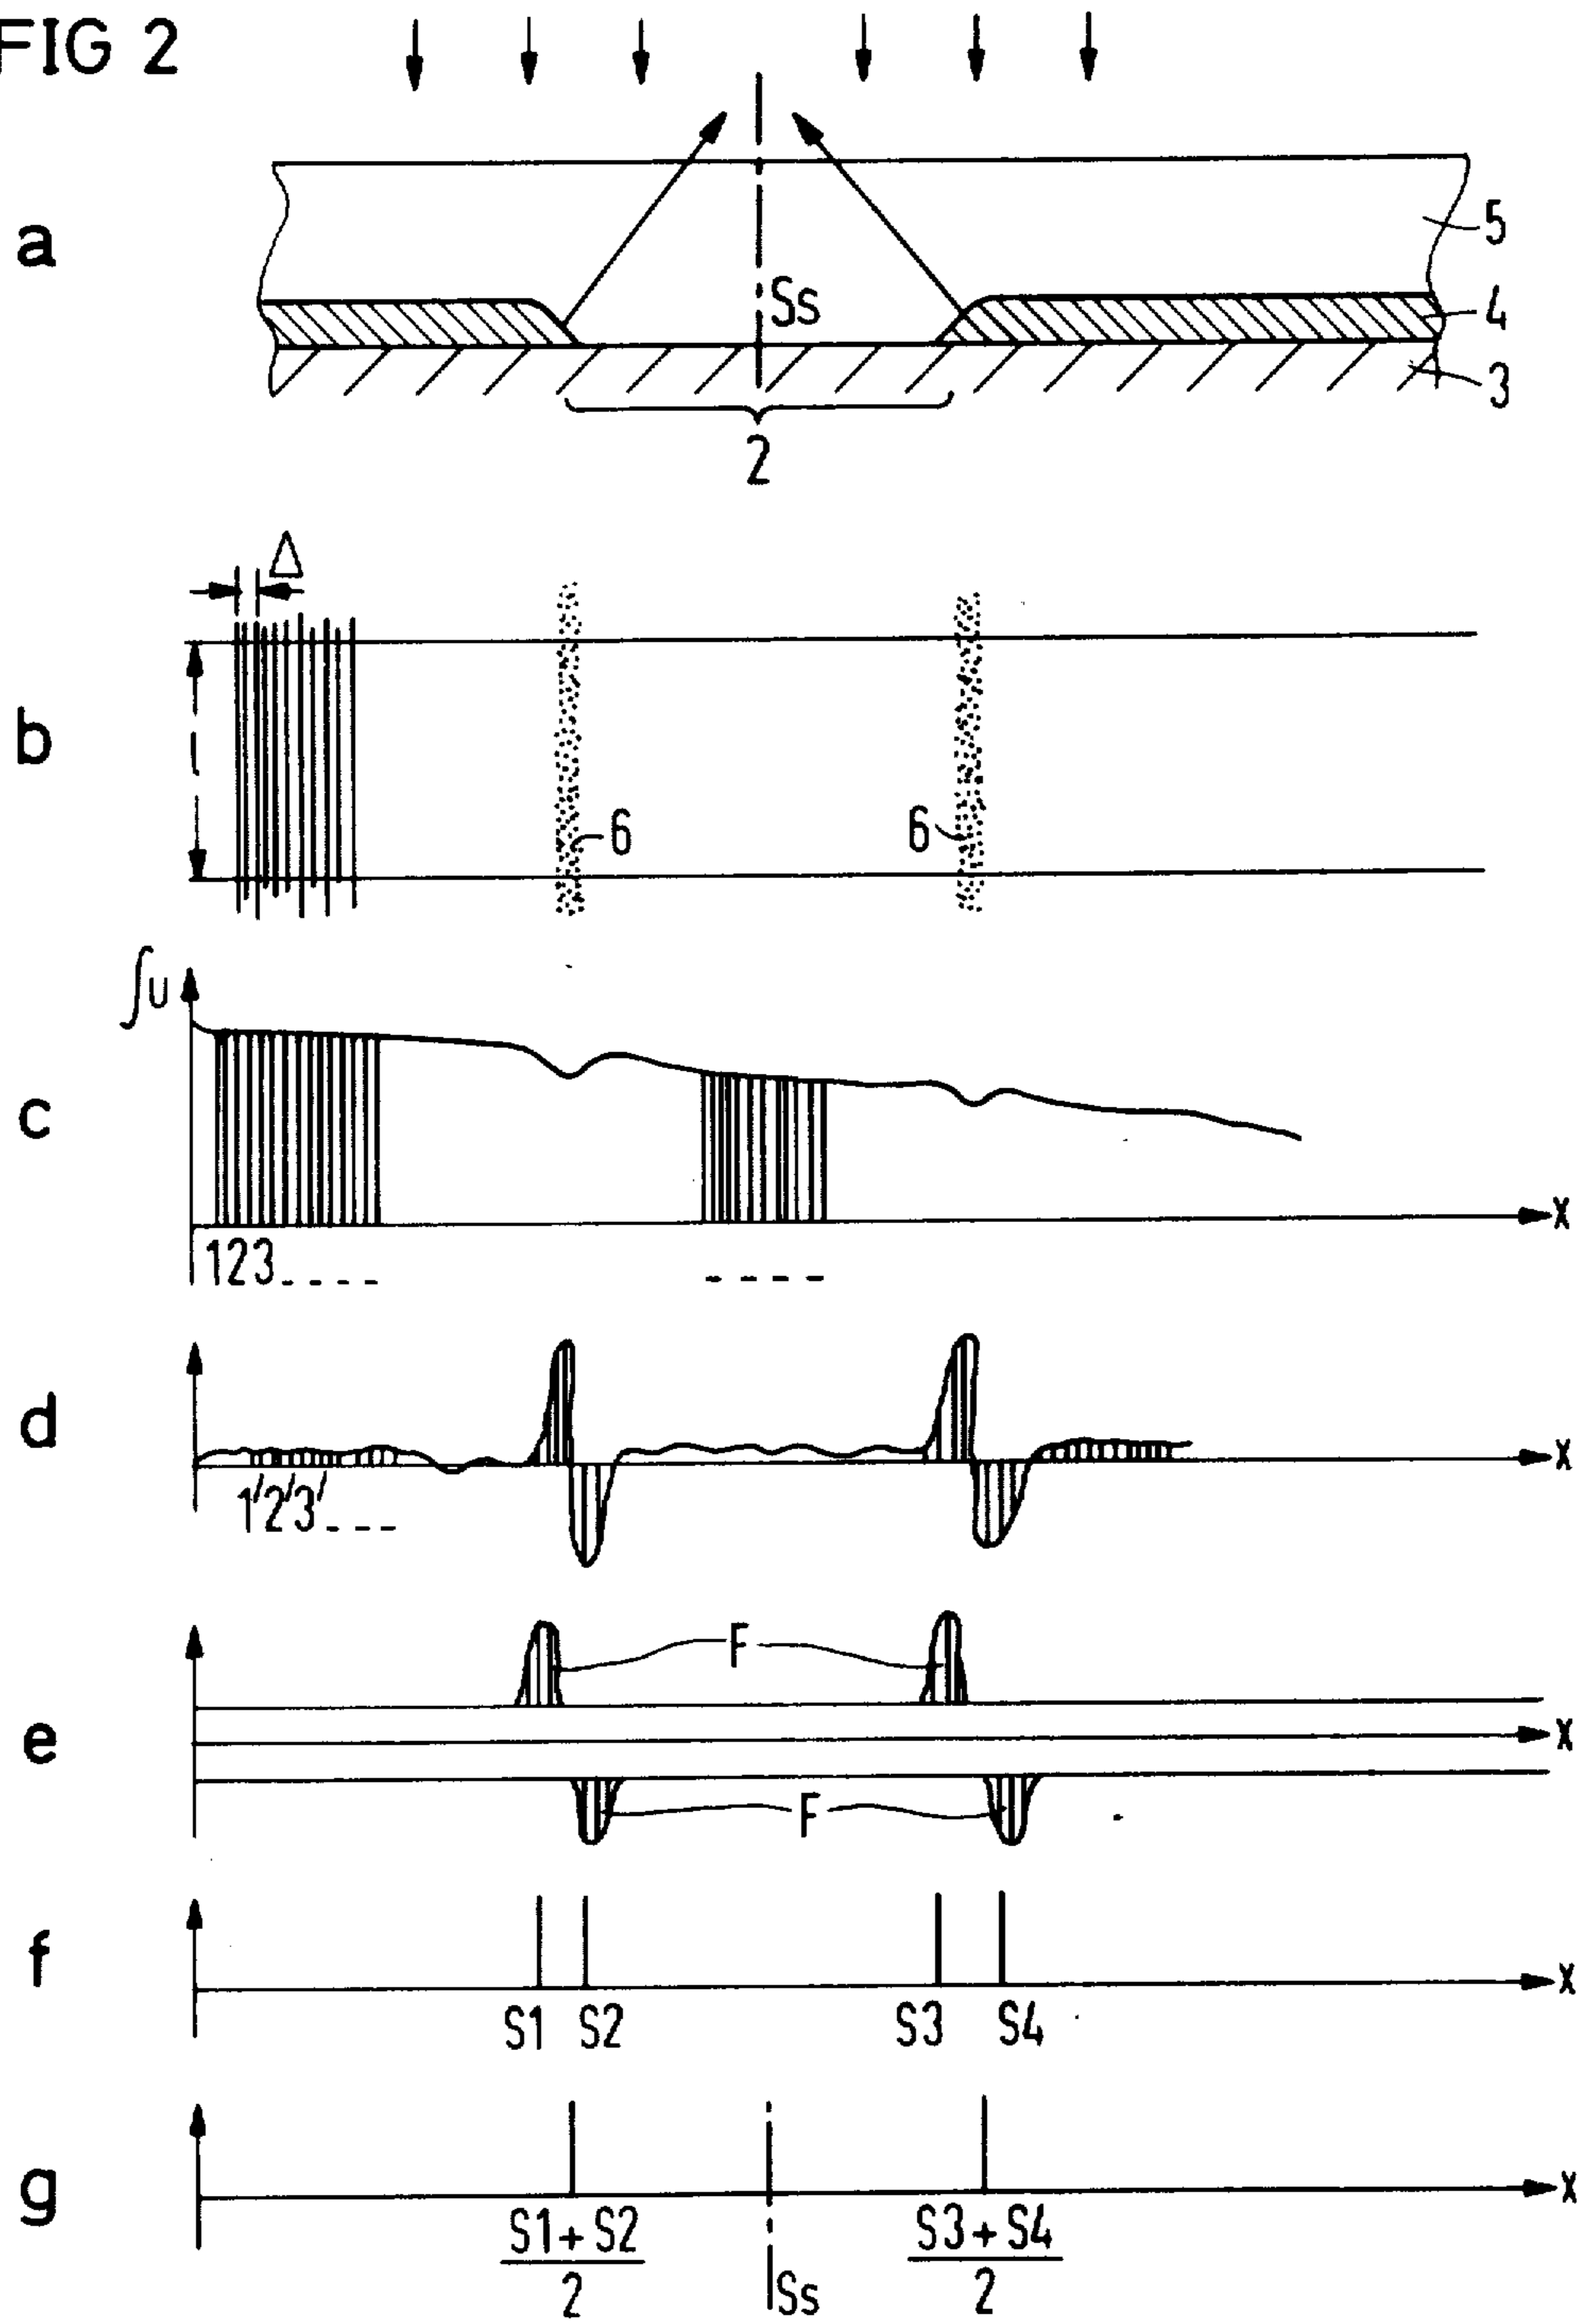 FIG 2
a
5
Ss
4
3
2
Δ
b
6
6
∫U
c
X
123----
----
d
X
1'2'3'---
F
e
X
F
f
X
S1 S2 S3 S4
g
X
S1+S2
2
S3+S4
2
Ss